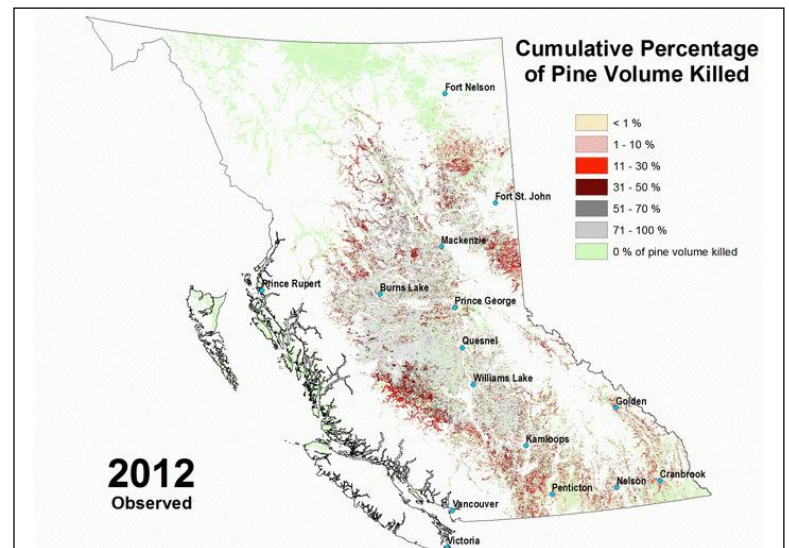 Cumulative Percentage
of Pine Volume Killed
Fort Nelson
< 1 %
1 - 10 %
11 - 30 %
31 - 50 %
51 - 70 %
71 - 100 %
0 % of pine volume killed
Fort St. John
Mackenzie
Prince Rupert
Burns Lake
Prince George
Quesnel
Williams Lake
Golden
Kamloops
Cranbrook
Nelson
Penticton
Vancouver
Victoria
2012
Observed